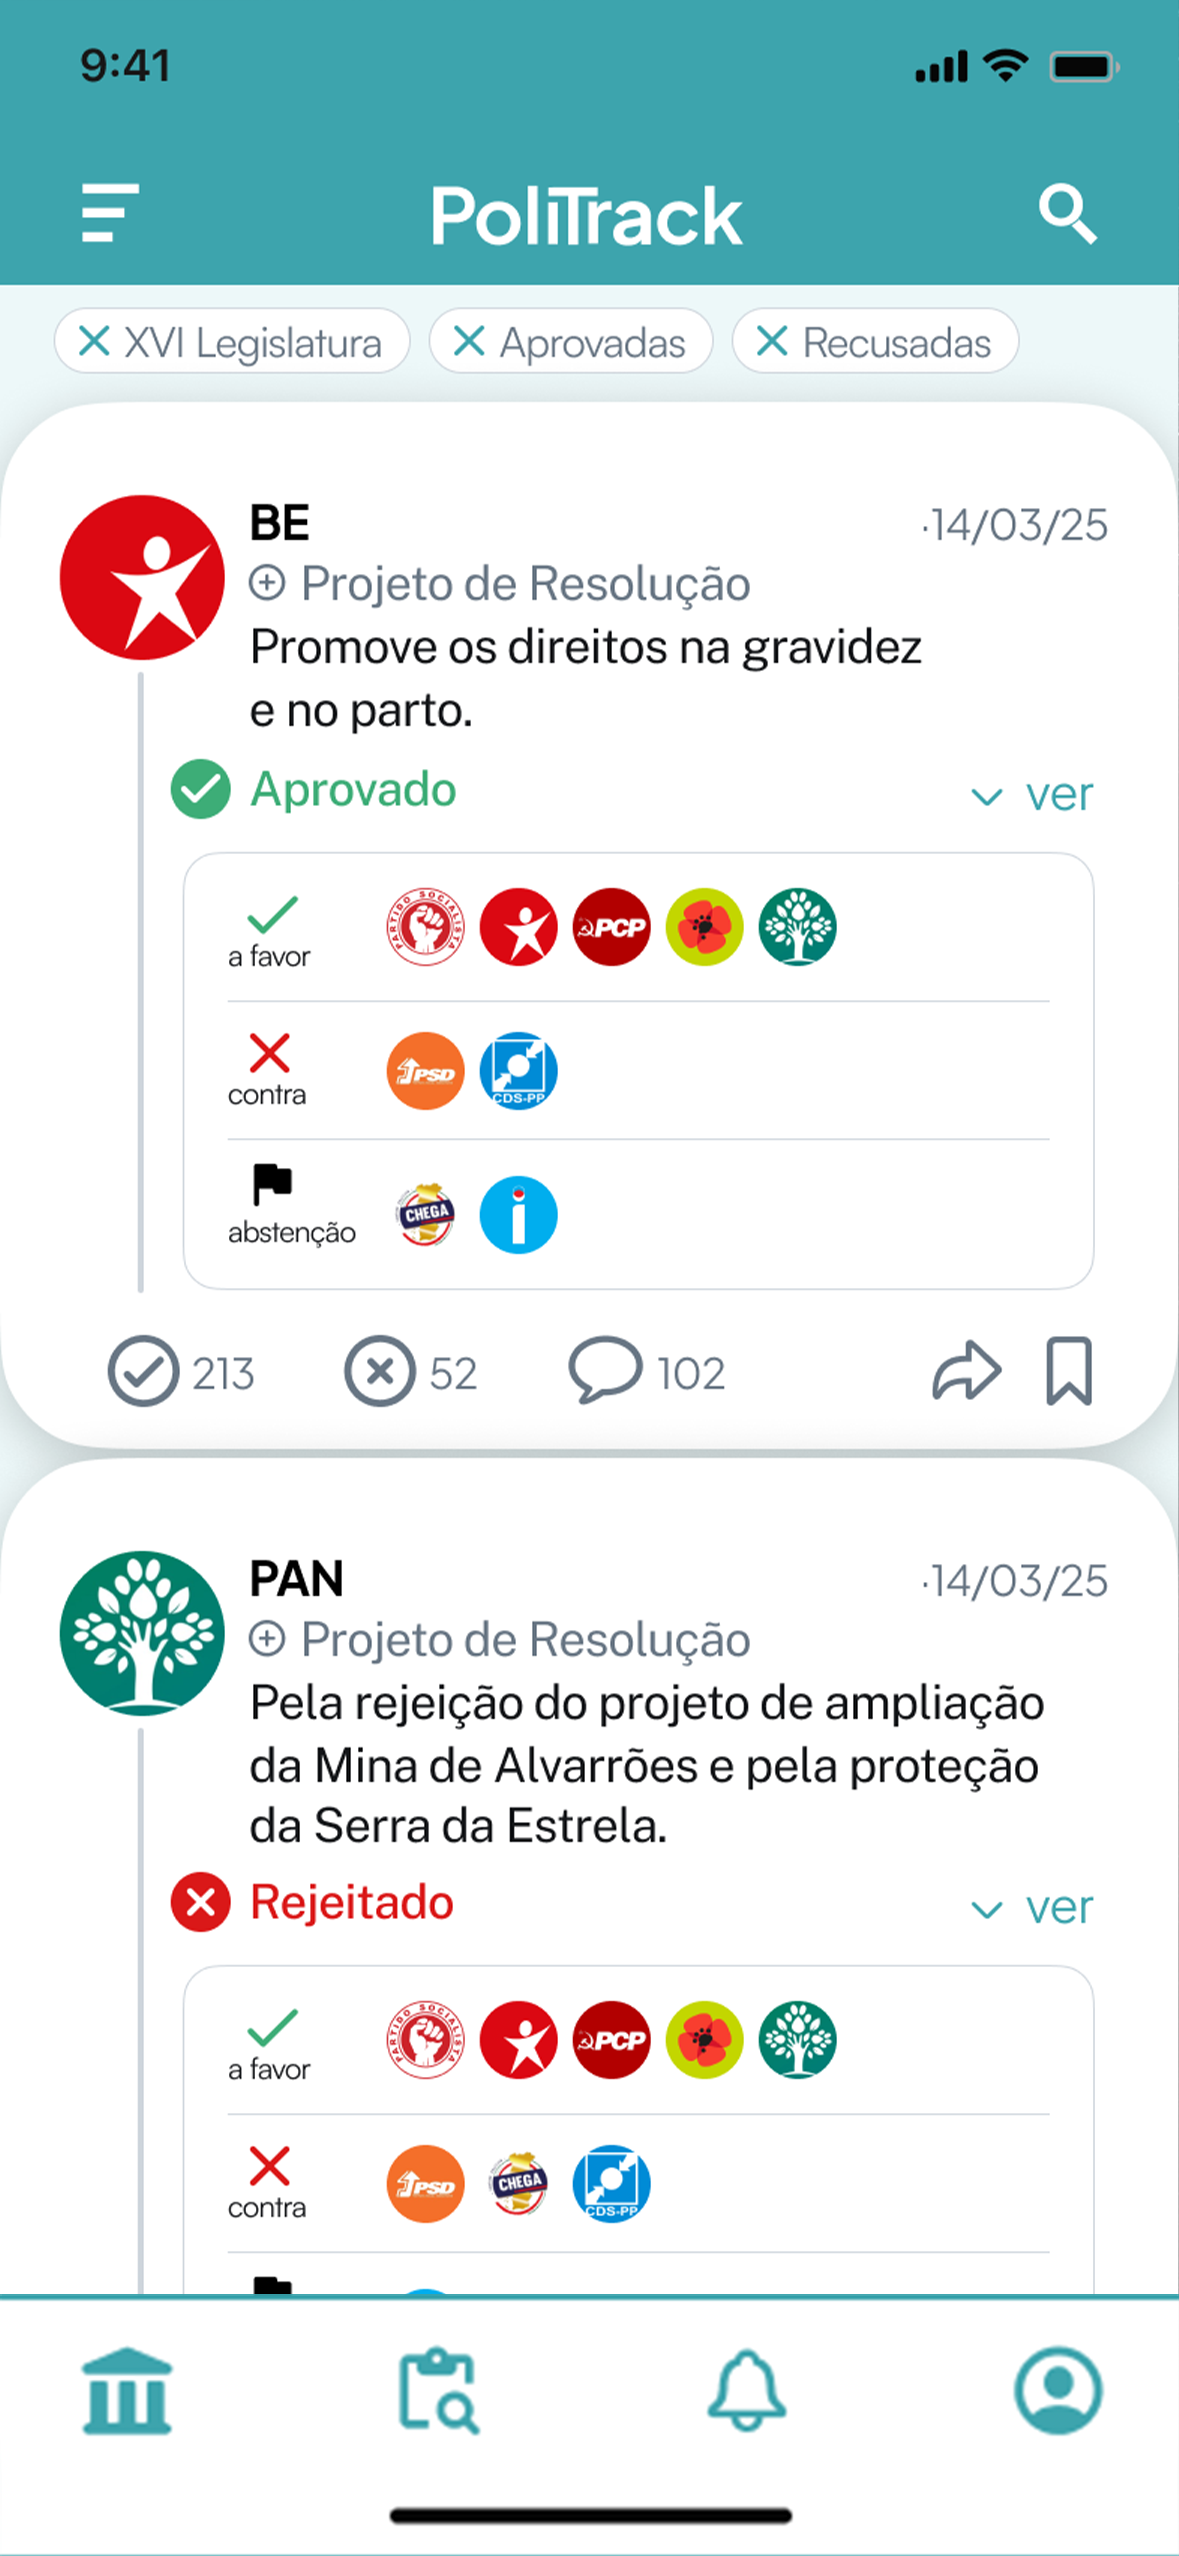 9:41
PoliTrack
XVI Legislatura Aprovadas Recusadas
BE ·14/03/25
Projeto de Resolução
Promove os direitos na gravidez
e no parto.
Aprovado ver
PARTIDO SOCIALISTA PCP
a favor
PSD CDS-PP
contra
CHEGA i
abstenção
213 52 102
PAN ·14/03/25
Projeto de Resolução
Pela rejeição do projeto de ampliação
da Mina de Alvarrões e pela proteção
da Serra da Estrela.
Rejeitado ver
PARTIDO SOCIALISTA PCP
a favor
PSD CHEGA CDS-PP
contra